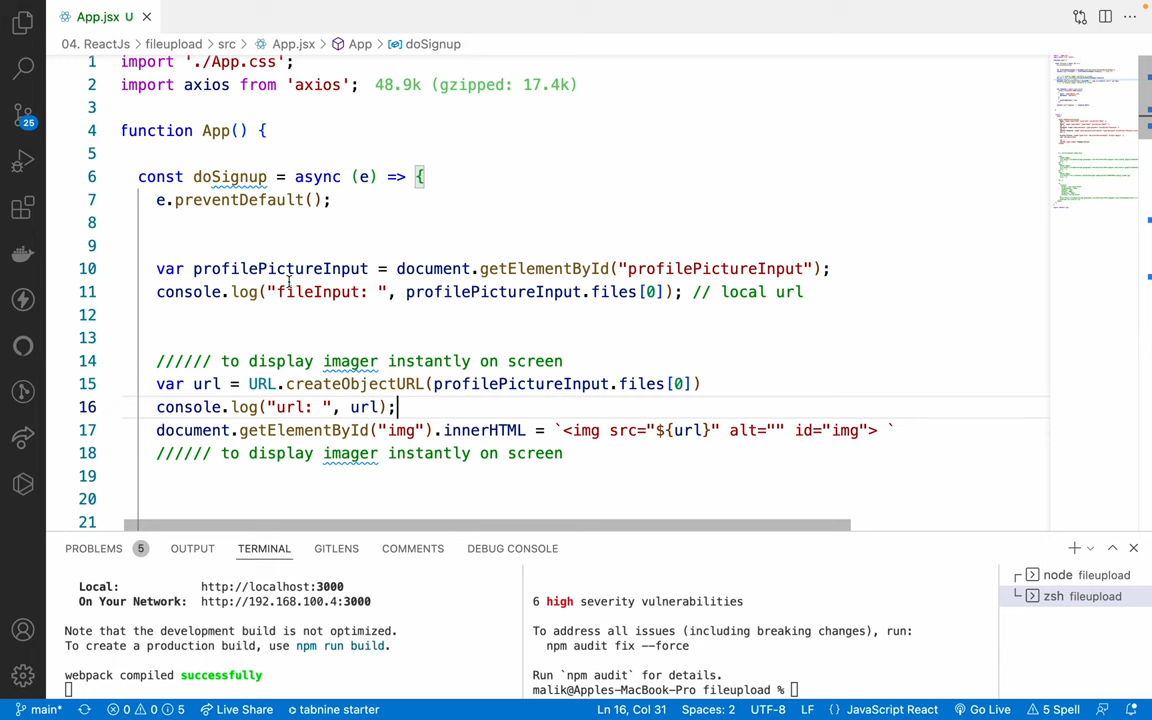 App.jsx U
04. ReactJs > fileupload > src > App.jsx > App > doSignup
1 import './App.css';
2 import axios from 'axios'; 48.9k (gzipped: 17.4k)
3
4 function App() {
5
6 const doSignup = async (e) => {
7 e.preventDefault();
8
9
10 var profilePictureInput = document.getElementById("profilePictureInput");
11 console.log("fileInput: ", profilePictureInput.files[0]); // local url
12
13
14 ////// to display imager instantly on screen
15 var url = URL.createObjectURL(profilePictureInput.files[0])
16 console.log("url: ", url);
17 document.getElementById("img").innerHTML = `<img src="${url}" alt="" id="img"> `
18 ////// to display imager instantly on screen
19
20
21
25
PROBLEMS 5 OUTPUT TERMINAL GITLENS COMMENTS DEBUG CONSOLE
Local: http://localhost:3000
On Your Network: http://192.168.100.4:3000
Note that the development build is not optimized.
To create a production build, use npm run build.
webpack compiled successfully
6 high severity vulnerabilities
To address all issues (including breaking changes), run:
npm audit fix --force
Run `npm audit` for details.
malik@Apples-MacBook-Pro fileupload %
node fileupload
zsh fileupload
main* 0 0 5 Live Share tabnine starter Ln 16, Col 31 Spaces: 2 UTF-8 LF {} JavaScript React Go Live 5 Spell